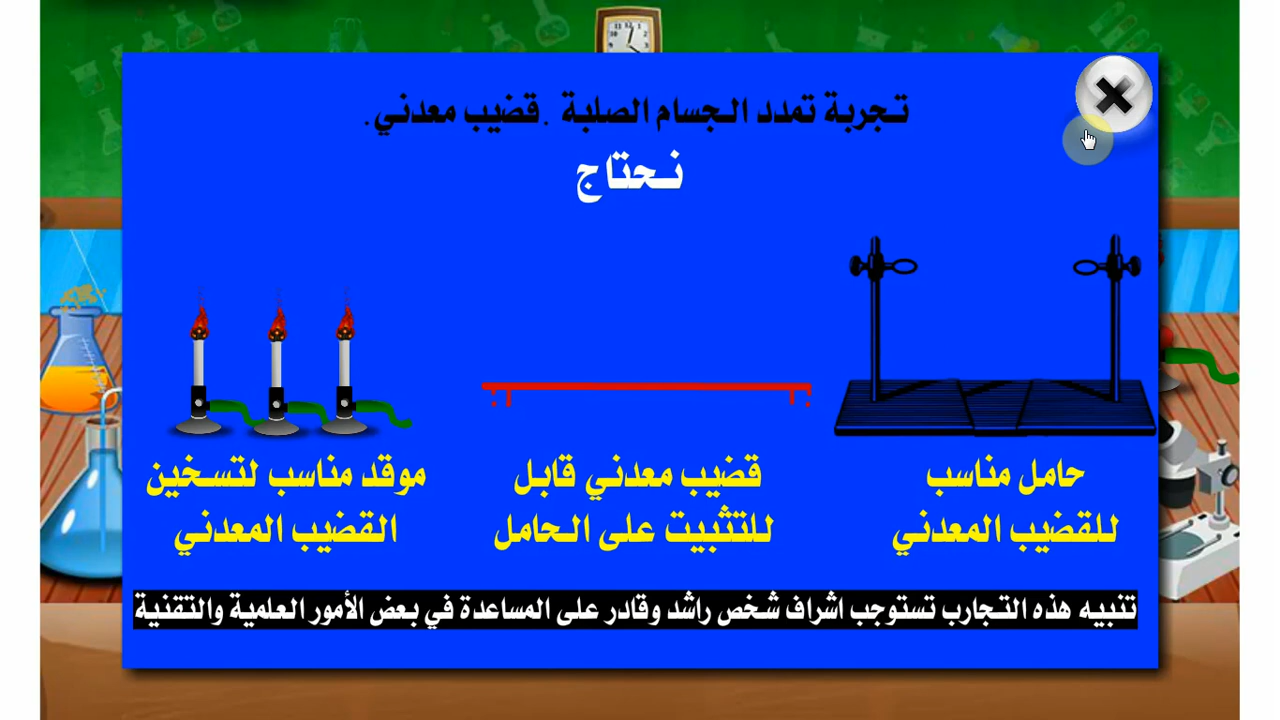 تجربة تمدد الجسام الصلبة .قضيب معدني.
نحتاج
حامل مناسب
للقضيب المعدني
قضيب معدني قابل
للتثبيت على الحامل
موقد مناسب لتسخين
القضيب المعدني
تنبيه هذه التجارب تستوجب اشراف شخص راشد وقادر على المساعدة في بعض الأمور العلمية والتقنية